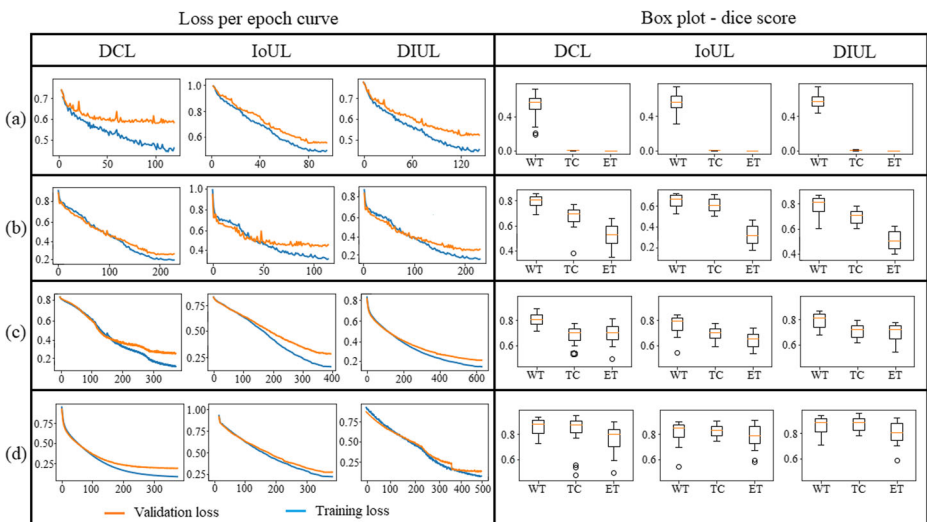 Loss per epoch curve Box plot - dice score
DCL IoUL DIUL DCL IoUL DIUL
(a)
0.7 0.6 0.5
0 50 100
1.0 0.8 0.6
0 40 80
0.7 0.6 0.5
0 60 120
0.4 0.0
WT TC ET
0.4 0.0
WT TC ET
0.4 0.0
WT TC ET
(b)
0.8 0.6 0.4 0.2
0 100 200
1.0 0.8 0.6 0.4
0 50 100
0.8 0.6 0.4 0.2
0 100 200
0.8 0.6 0.4
WT TC ET
0.6 0.4 0.2
WT TC ET
0.8 0.6 0.4
WT TC ET
(c)
0.8 0.6 0.4 0.2
0 100 200 300
0.75 0.50 0.25
0 100 200 300 400
0.8 0.6 0.4 0.2
0 200 400 600
0.8 0.6
WT TC ET
0.8 0.6
WT TC ET
0.8 0.6
WT TC ET
(d)
0.75 0.50 0.25
0 100 200 300
1.00 0.75 0.50 0.25
0 100 200 300
0.75 0.50 0.25
0 100 200 300 400 500
0.8 0.6
WT TC ET
0.8 0.6
WT TC ET
0.8 0.6
WT TC ET
Validation loss Training loss